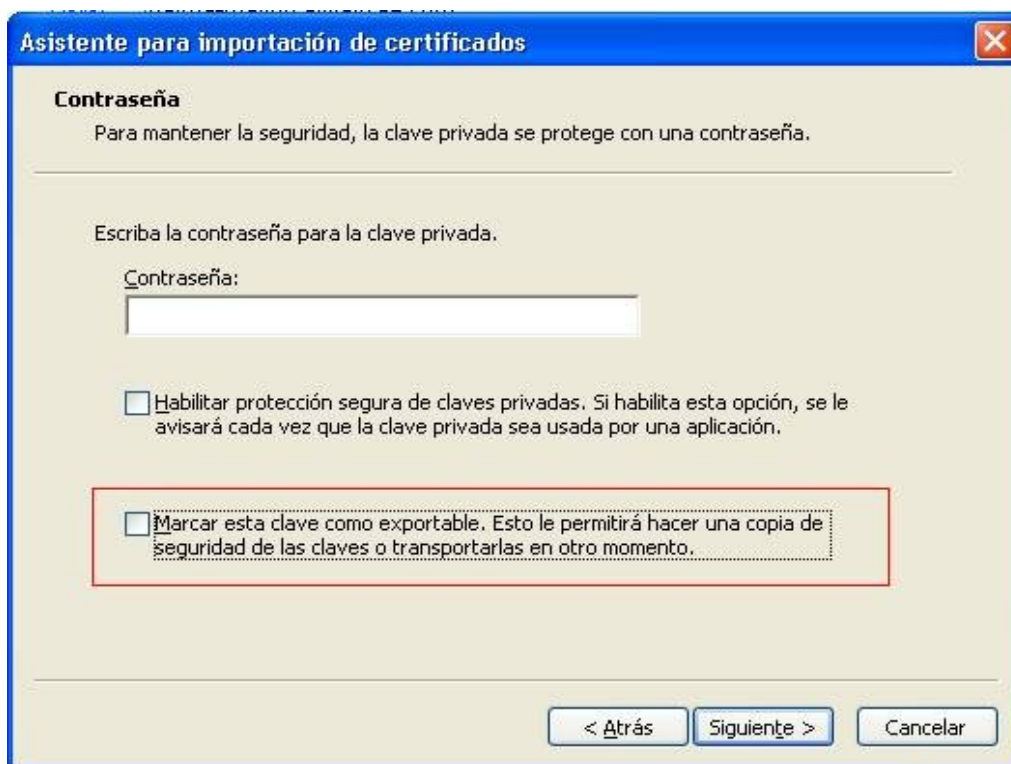 Asistente para importación de certificados
Contraseña
Para mantener la seguridad, la clave privada se protege con una contraseña.
Escriba la contraseña para la clave privada.
Contraseña:
Habilitar protección segura de claves privadas. Si habilita esta opción, se le
avisará cada vez que la clave privada sea usada por una aplicación.
Marcar esta clave como exportable. Esto le permitirá hacer una copia de
seguridad de las claves o transportarlas en otro momento.
< Atrás
Siguiente >
Cancelar